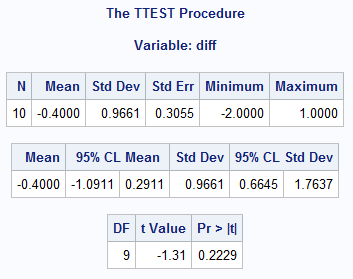 The TTEST Procedure
Variable: diff
N Mean Std Dev Std Err Minimum Maximum
10 -0.4000 0.9661 0.3055 -2.0000 1.0000
Mean 95% CL Mean Std Dev 95% CL Std Dev
-0.4000 -1.0911 0.2911 0.9661 0.6645 1.7637
DF t Value Pr > |t|
9 -1.31 0.2229